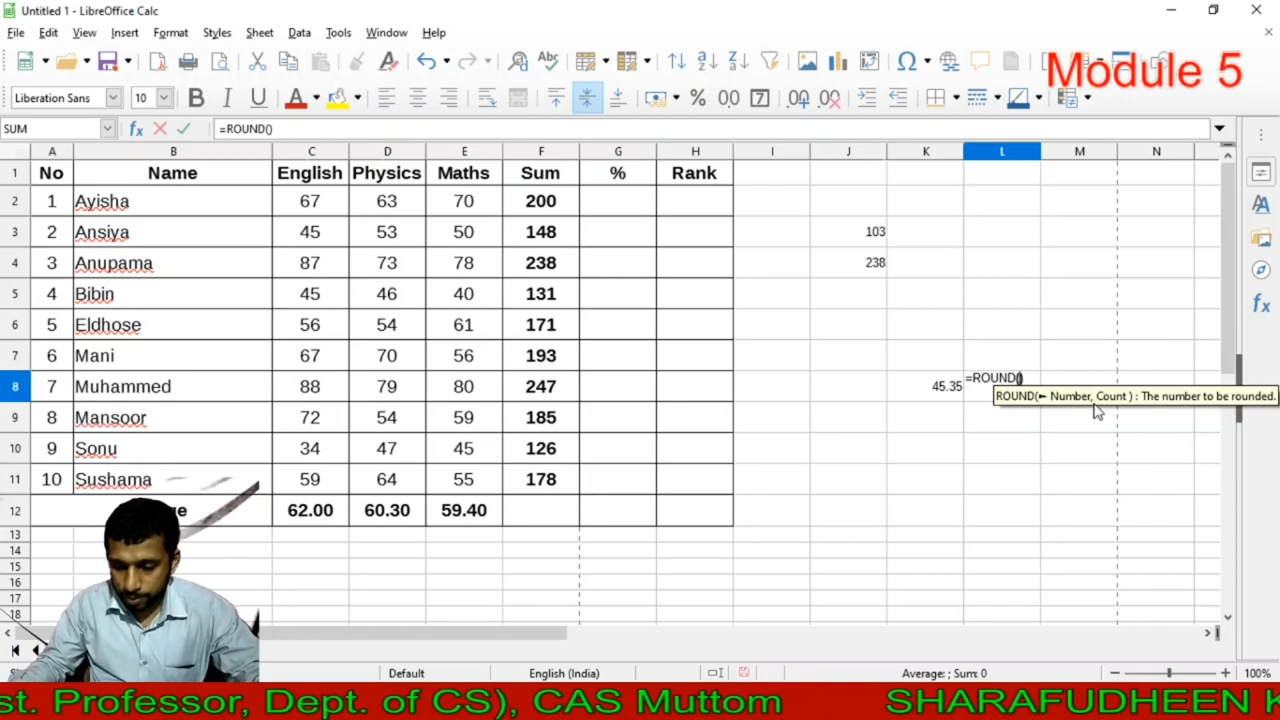 Untitled 1 - LibreOffice Calc
File Edit View Insert Format Styles Sheet Data Tools Window Help
Module 5
Liberation Sans 10
SUM =ROUND()
A B C D E F G H I J K L M N
1 No Name English Physics Maths Sum % Rank
2 1 Ayisha 67 63 70 200
3 2 Ansiya 45 53 50 148 103
4 3 Anupama 87 73 78 238 238
5 4 Bibin 45 46 40 131
6 5 Eldhose 56 54 61 171
7 6 Mani 67 70 56 193
8 7 Muhammed 88 79 80 247 45.35 =ROUND()
ROUND( Number, Count ) : The number to be rounded.
9 8 Mansoor 72 54 59 185
10 9 Sonu 34 47 45 126
11 10 Sushama 59 64 55 178
12 62.00 60.30 59.40
13
14
15
16
17
18
Default English (India) Average: ; Sum: 0 100%
st. Professor, Dept. of CS), CAS Muttom SHARAFUDHEEN K